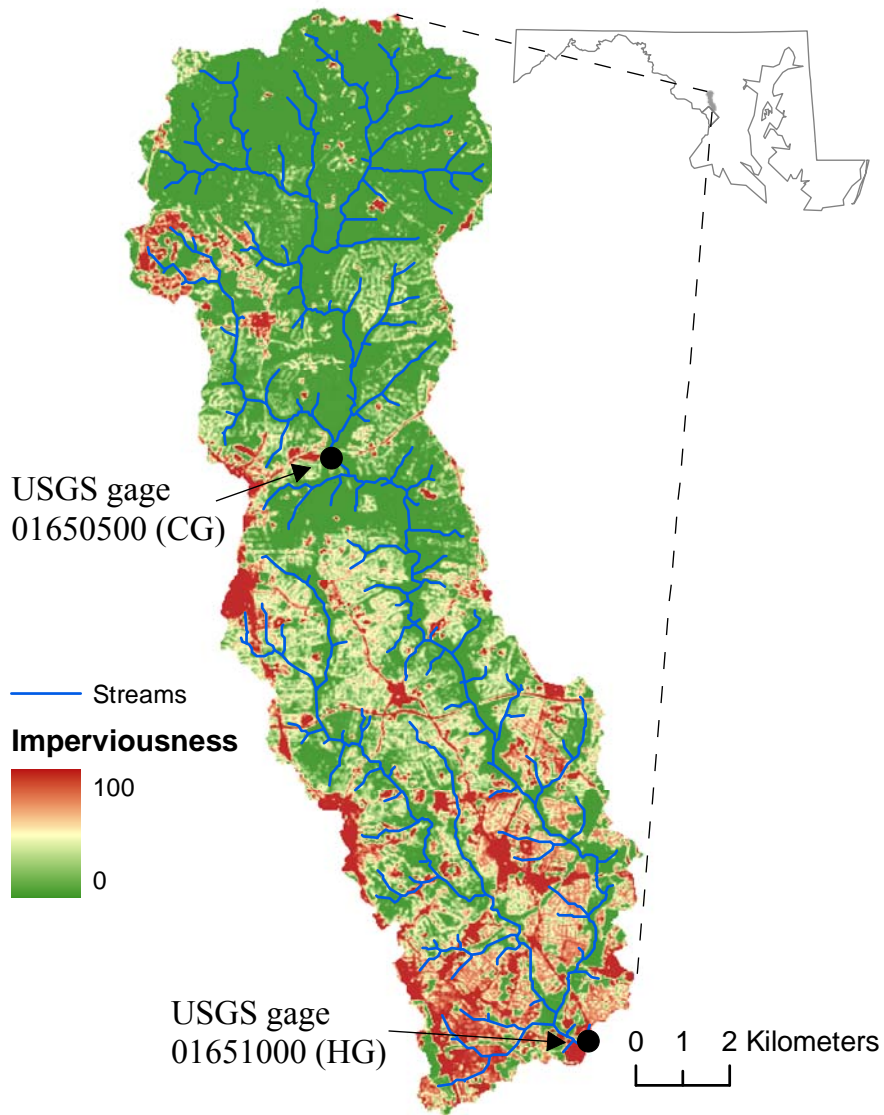 USGS gage
01650500 (CG)
Streams
Imperviousness
100
0
USGS gage
01651000 (HG)
0 1 2 Kilometers